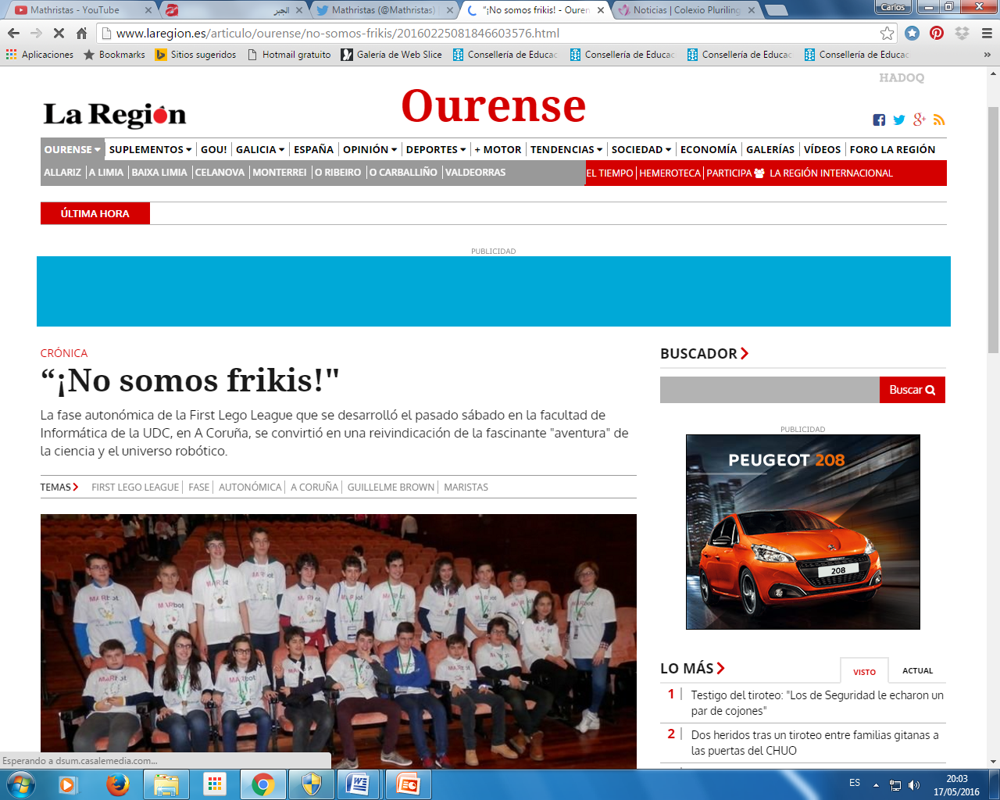 Mathristas - YouTube
الجبر
Mathristas (@Mathristas)
"¡No somos frikis! - Ouren
Noticias | Colexio Pluriling
Carlos
www.laregion.es/articulo/ourense/no-somos-frikis/20160225081846603576.html
Aplicaciones
Bookmarks
Sitios sugeridos
Hotmail gratuito
Galería de Web Slice
Consellería de Educac
Consellería de Educac
Consellería de Educac
Consellería de Educac
»
HADOQ
La Región
Ourense
OURENSE
SUPLEMENTOS
GOU!
GALICIA
ESPAÑA
OPINIÓN
DEPORTES
+ MOTOR
TENDENCIAS
SOCIEDAD
ECONOMÍA
GALERÍAS
VÍDEOS
FORO LA REGIÓN
ALLARIZ
A LIMIA
BAIXA LIMIA
CELANOVA
MONTERREI
O RIBEIRO
O CARBALLIÑO
VALDEORRAS
EL TIEMPO
HEMEROTECA
PARTICIPA
LA REGIÓN INTERNACIONAL
ÚLTIMA HORA
PUBLICIDAD
CRÓNICA
“¡No somos frikis!"
La fase autonómica de la First Lego League que se desarrolló el pasado sábado en la facultad de
Informática de la UDC, en A Coruña, se convirtió en una reivindicación de la fascinante "aventura" de
la ciencia y el universo robótico.
TEMAS
FIRST LEGO LEAGUE
FASE
AUTONÓMICA
A CORUÑA
GUILLELME BROWN
MARISTAS
BUSCADOR
Buscar
PUBLICIDAD
PEUGEOT 208
208
LO MÁS
VISTO
ACTUAL
1 Testigo del tiroteo: "Los de Seguridad le echaron un
par de cojones"
2 Dos heridos tras un tiroteo entre familias gitanas a
las puertas del CHUO
MARbot
Esperando a dsum.casalemedia.com...
ES
20:03
17/05/2016